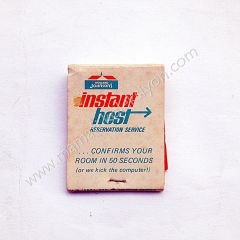 HOWARD
JOHNSON'S
instant
host
RESERVATION SERVICE
...CONFIRMS YOUR
ROOM IN 50 SECONDS
(or we kick the computer!)